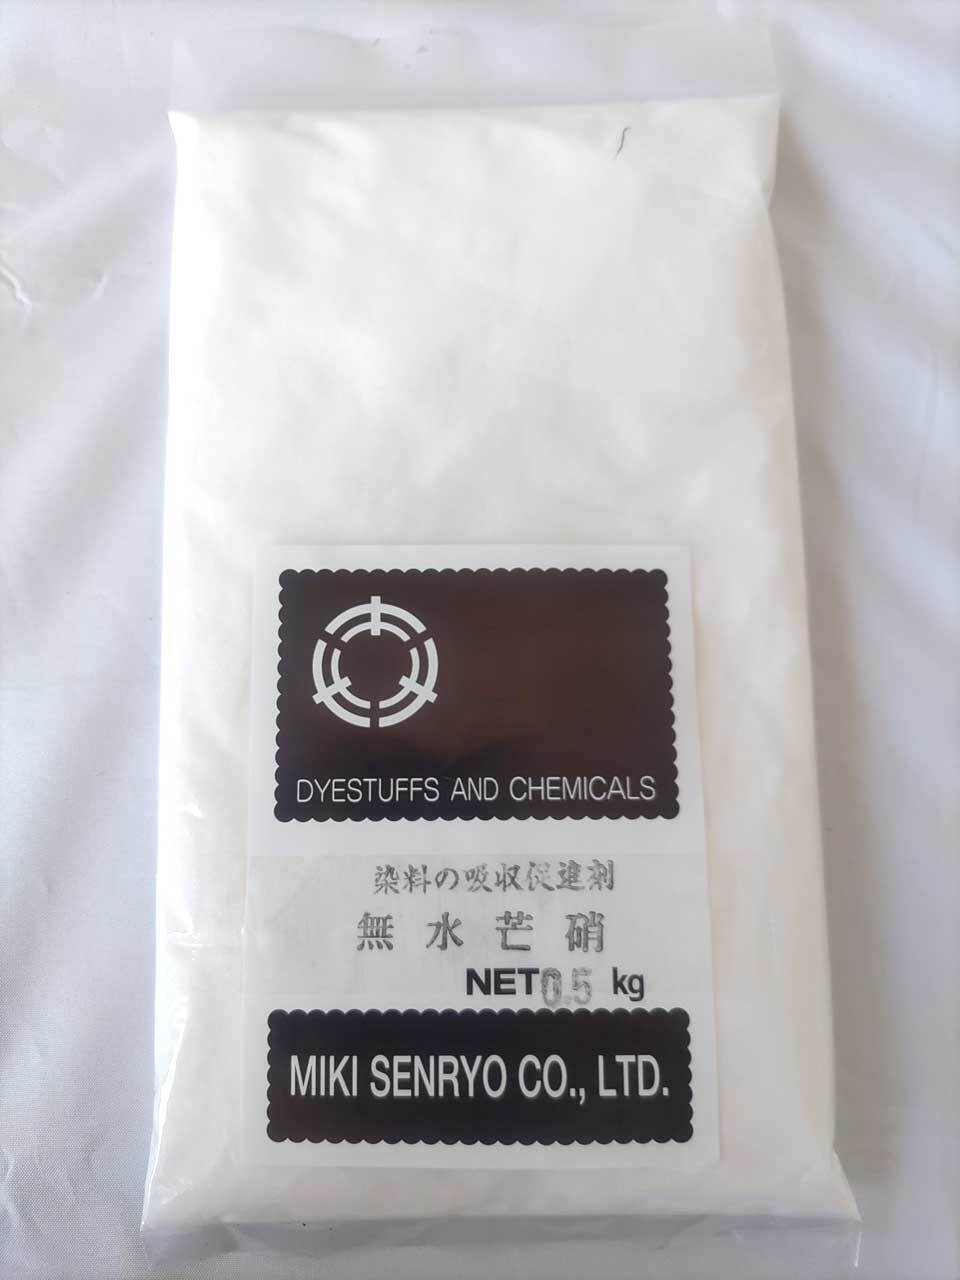 DYESTUFFS AND CHEMICALS
染料の吸収促進剤
無水芒硝
NET 0.5 kg
MIKI SENRYO CO., LTD.